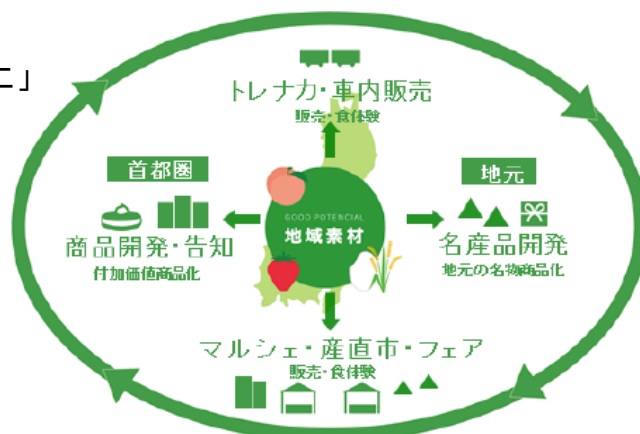 ニ」
トレナカ・車内販売
販売・食体験
首都圏
地元
GOOD POTENCIAL
地域素材
商品開発・告知
付加価値商品化
名産品開発
地元の名物商品化
マルシェ・産直市・フェア
販売・食体験